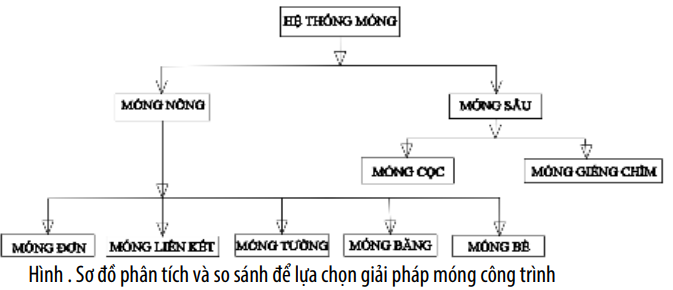 HỆ THỐNG MÓNG
MÓNG NÔNG
MÓNG SÂU
MÓNG CỌC
MÓNG GIẾNG CHÌM
MÓNG ĐƠN
MÓNG LIÊN KẾT
MÓNG TƯỜNG
MÓNG BĂNG
MÓNG BÈ
Hình . Sơ đồ phân tích và so sánh để lựa chọn giải pháp móng công trình